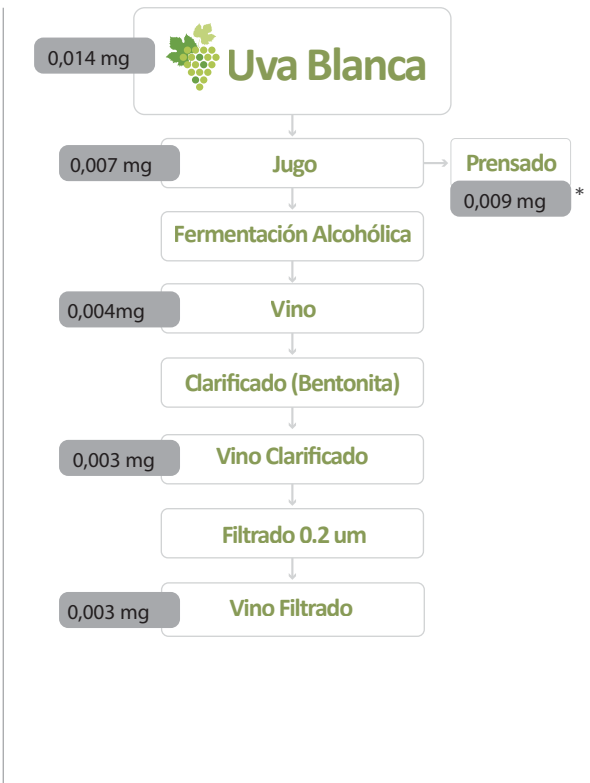 0,014 mg
Uva Blanca
0,007 mg
Jugo
Prensado
0,009 mg *
Fermentación Alcohólica
0,004mg
Vino
Clarificado (Bentonita)
0,003 mg
Vino Clarificado
Filtrado 0.2 um
0,003 mg
Vino Filtrado